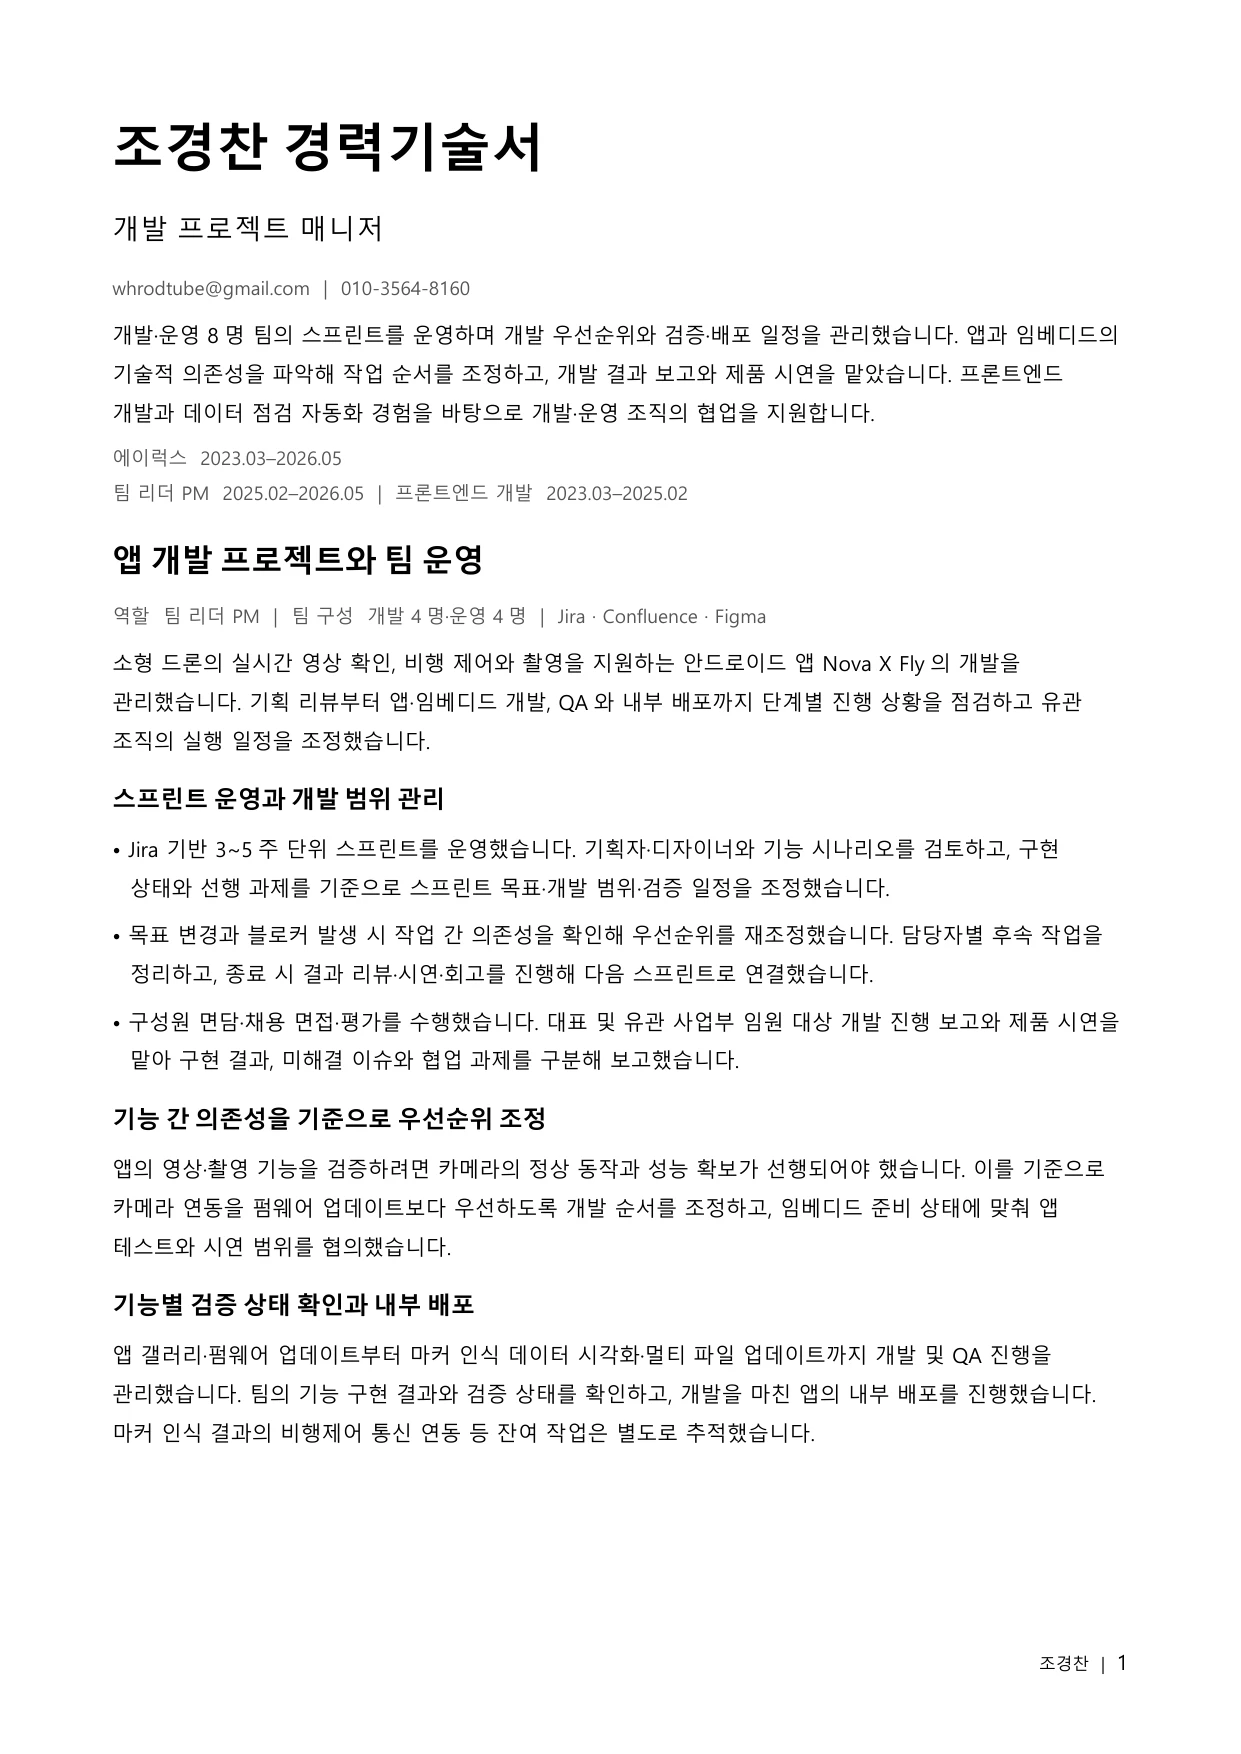 조경찬 경력기술서
개발 프로젝트 매니저
whrodtube@gmail.com | 010-3564-8160
개발·운영 8 명 팀의 스프린트를 운영하며 개발 우선순위와 검증·배포 일정을 관리했습니다. 앱과 임베디드의
기술적 의존성을 파악해 작업 순서를 조정하고, 개발 결과 보고와 제품 시연을 맡았습니다. 프론트엔드
개발과 데이터 점검 자동화 경험을 바탕으로 개발·운영 조직의 협업을 지원합니다.
에이럭스 2023.03–2026.05
팀 리더 PM 2025.02–2026.05 | 프론트엔드 개발 2023.03–2025.02
앱 개발 프로젝트와 팀 운영
역할 팀 리더 PM | 팀 구성 개발 4 명·운영 4 명 | Jira · Confluence · Figma
소형 드론의 실시간 영상 확인, 비행 제어와 촬영을 지원하는 안드로이드 앱 Nova X Fly 의 개발을
관리했습니다. 기획 리뷰부터 앱·임베디드 개발, QA 와 내부 배포까지 단계별 진행 상황을 점검하고 유관
조직의 실행 일정을 조정했습니다.
스프린트 운영과 개발 범위 관리
• Jira 기반 3~5 주 단위 스프린트를 운영했습니다. 기획자·디자이너와 기능 시나리오를 검토하고, 구현
상태와 선행 과제를 기준으로 스프린트 목표·개발 범위·검증 일정을 조정했습니다.
• 목표 변경과 블로커 발생 시 작업 간 의존성을 확인해 우선순위를 재조정했습니다. 담당자별 후속 작업을
정리하고, 종료 시 결과 리뷰·시연·회고를 진행해 다음 스프린트로 연결했습니다.
• 구성원 면담·채용 면접·평가를 수행했습니다. 대표 및 유관 사업부 임원 대상 개발 진행 보고와 제품 시연을
맡아 구현 결과, 미해결 이슈와 협업 과제를 구분해 보고했습니다.
기능 간 의존성을 기준으로 우선순위 조정
앱의 영상·촬영 기능을 검증하려면 카메라의 정상 동작과 성능 확보가 선행되어야 했습니다. 이를 기준으로
카메라 연동을 펌웨어 업데이트보다 우선하도록 개발 순서를 조정하고, 임베디드 준비 상태에 맞춰 앱
테스트와 시연 범위를 협의했습니다.
기능별 검증 상태 확인과 내부 배포
앱 갤러리·펌웨어 업데이트부터 마커 인식 데이터 시각화·멀티 파일 업데이트까지 개발 및 QA 진행을
관리했습니다. 팀의 기능 구현 결과와 검증 상태를 확인하고, 개발을 마친 앱의 내부 배포를 진행했습니다.
마커 인식 결과의 비행제어 통신 연동 등 잔여 작업은 별도로 추적했습니다.
조경찬 | 1